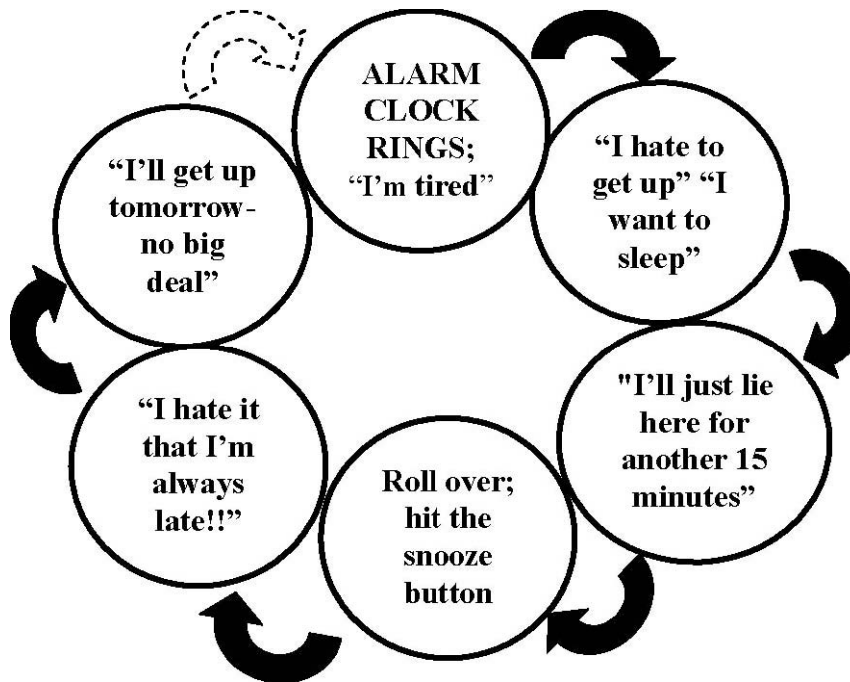 ALARM
CLOCK
RINGS;
“I’m tired”
“I hate to
get up” “I
want to
sleep”
"I’ll just lie
here for
another 15
minutes”
Roll over;
hit the
snooze
button
“I hate it
that I’m
always
late!!”
“I’ll get up
tomorrow-
no big
deal”